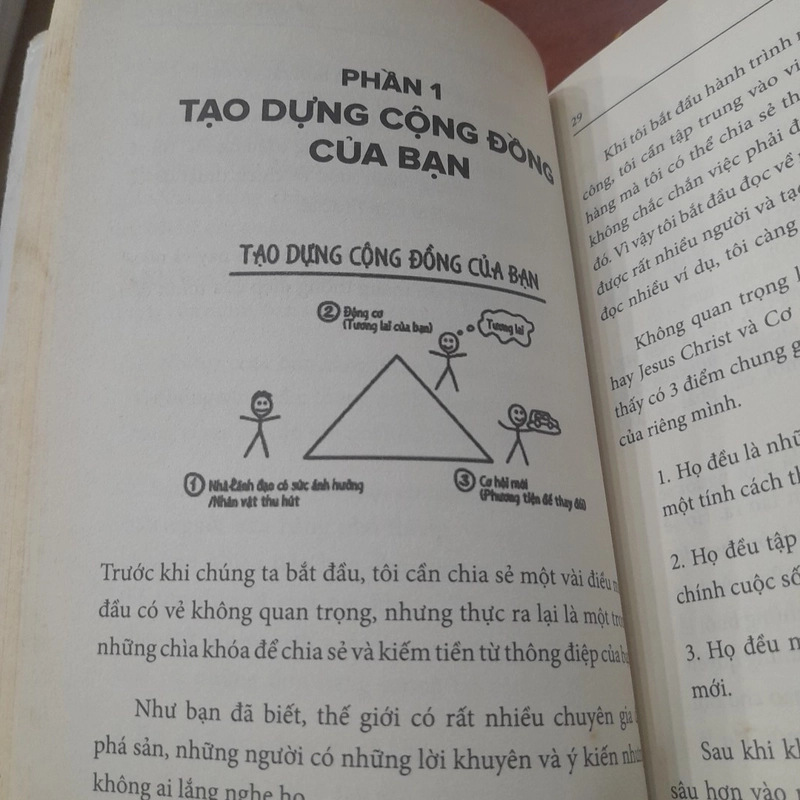 PHẦN 1
TẠO DỰNG CỘNG ĐỒNG
CỦA BẠN
TẠO DỰNG CỘNG ĐỒNG CỦA BẠN
② Động cơ
(Tương lai của bạn)
Tương lai
① Nhà Lãnh đạo có sức ảnh hưởng
/Nhân vật thu hút
③ Cơ hội mới
(Phương tiện để thay đổi)
Trước khi chúng ta bắt đầu, tôi cần chia sẻ một vài điều
đầu có vẻ không quan trọng, nhưng thực ra lại là một
những chìa khóa để chia sẻ và kiếm tiền từ thông điệp của
Như bạn đã biết, thế giới có rất nhiều chuyên gia
phá sản, những người có những lời khuyên và ý kiến
không ai lắng nghe họ
29
Khi tôi bắt đầu hành trình
công, tôi cần tập trung vào
hàng mà tôi có thể chia sẻ
không chắc chắn việc phải
đó. Vì vậy tôi bắt đầu đọc về
được rất nhiều người và
đọc nhiều ví dụ, tôi càng
Không quan trọng
hay Jesus Christ và Cơ
thấy có 3 điểm chung
của riêng mình.
1. Họ đều là
một tính cách
2. Họ đều tập
chính cuộc
3. Họ đều
mới.
Sau khi
sâu hơn vào